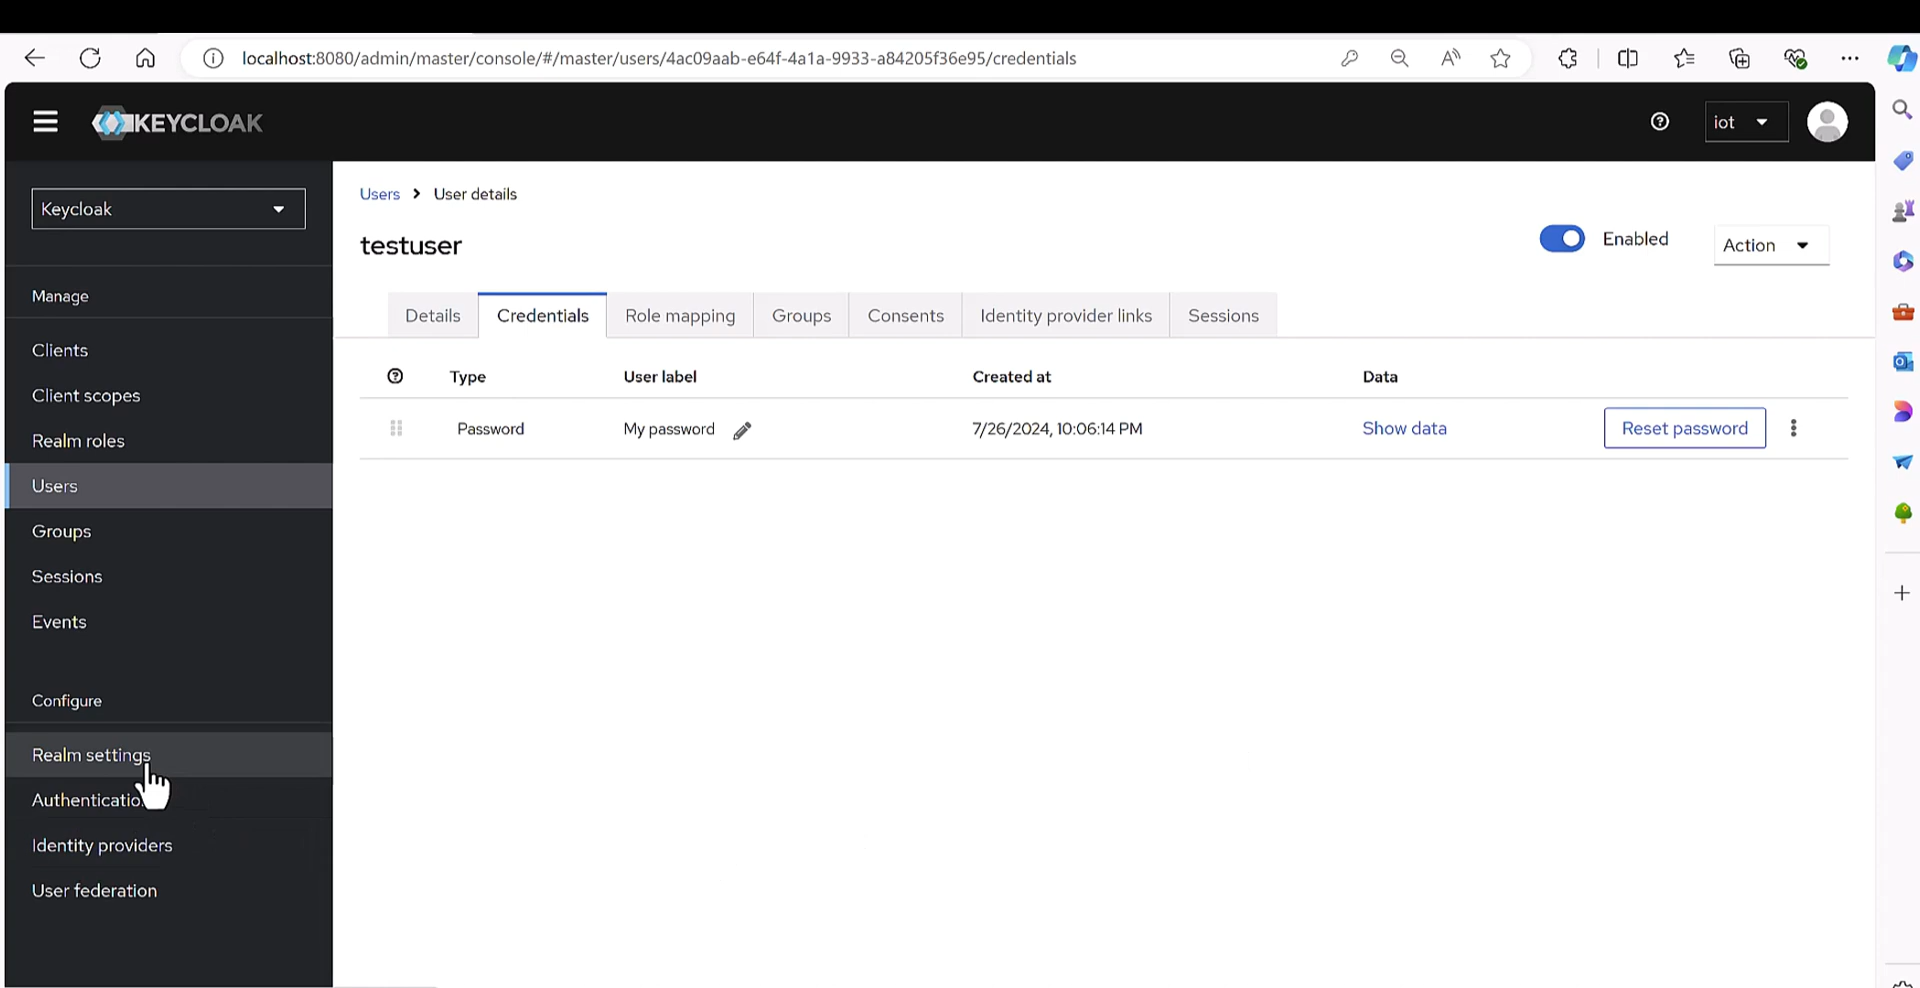 localhost:8080/admin/master/console/#/master/users/4ac09aab-e64f-4a1a-9933-a84205f36e95/credentials
KEYCLOAK
iot
Keycloak
Manage
Clients
Client scopes
Realm roles
Users
Groups
Sessions
Events
Configure
Realm settings
Authenticatio
Identity providers
User federation
Users > User details
testuser
Enabled
Action
Details Credentials Role mapping Groups Consents Identity provider links Sessions
Type User label Created at Data
Password My password 7/26/2024, 10:06:14 PM Show data Reset password